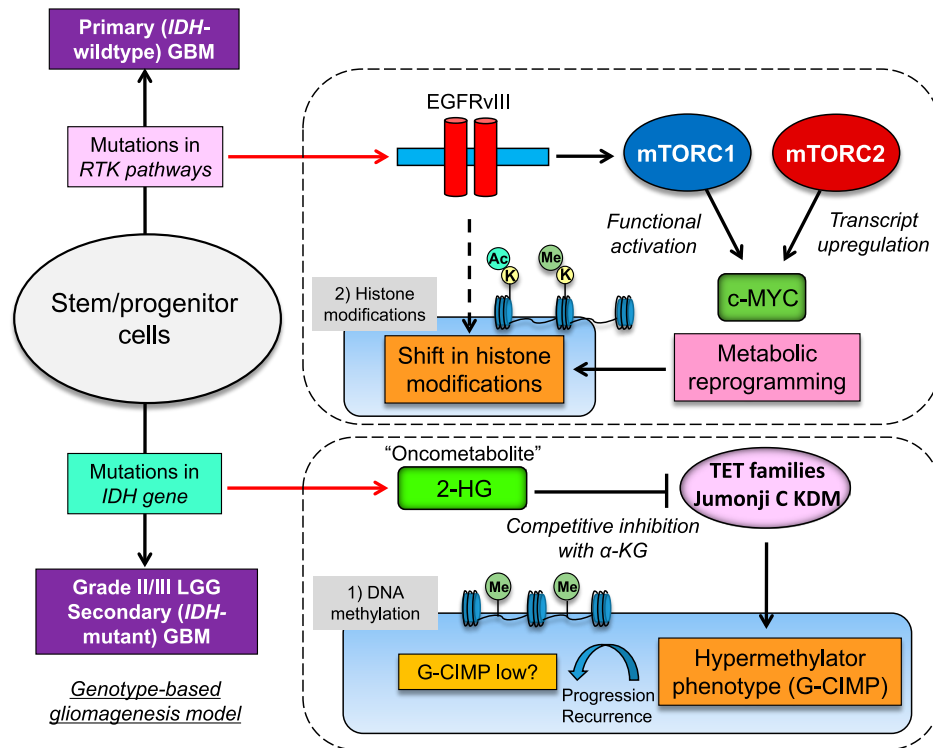 Primary (IDH-
wildtype) GBM
Mutations in
RTK pathways
Stem/progenitor
cells
Mutations in
IDH gene
Grade II/III LGG
Secondary (IDH-
mutant) GBM
Genotype-based
gliomagenesis model
EGFRvIII
mTORC1
mTORC2
Functional
activation
Transcript
upregulation
c-MYC
Metabolic
reprogramming
2) Histone
modifications
Ac
K
Me
K
Shift in histone
modifications
"Oncometabolite"
2-HG
TET families
Jumonji C KDM
Competitive inhibition
with α-KG
1) DNA
methylation
Me
Me
G-CIMP low?
Progression
Recurrence
Hypermethylator
phenotype (G-CIMP)